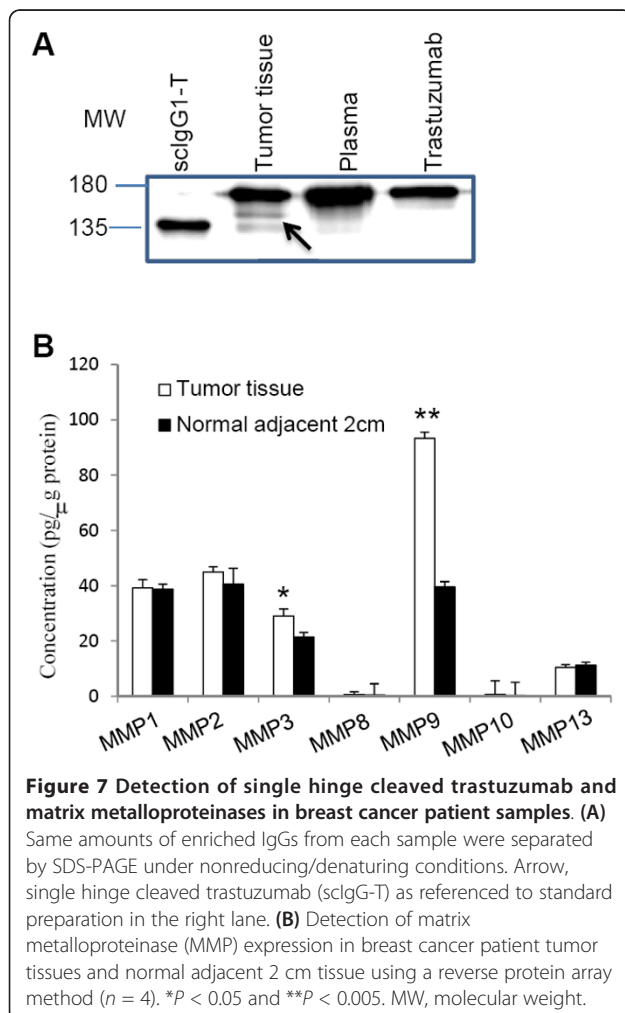 A
MW
scIgG1-T
Tumor tissue
Plasma
Trastuzumab
180
135
B
120
100
80
60
40
20
0
Concentration (pg/μg protein)
Tumor tissue
Normal adjacent 2cm
*
**
MMP1
MMP2
MMP3
MMP8
MMP9
MMP10
MMP13
Figure 7 Detection of single hinge cleaved trastuzumab and
matrix metalloproteinases in breast cancer patient samples. (A)
Same amounts of enriched IgGs from each sample were separated
by SDS-PAGE under nonreducing/denaturing conditions. Arrow,
single hinge cleaved trastuzumab (scIgG-T) as referenced to standard
preparation in the right lane. (B) Detection of matrix
metalloproteinase (MMP) expression in breast cancer patient tumor
tissues and normal adjacent 2 cm tissue using a reverse protein array
method (n = 4). *P < 0.05 and **P < 0.005. MW, molecular weight.